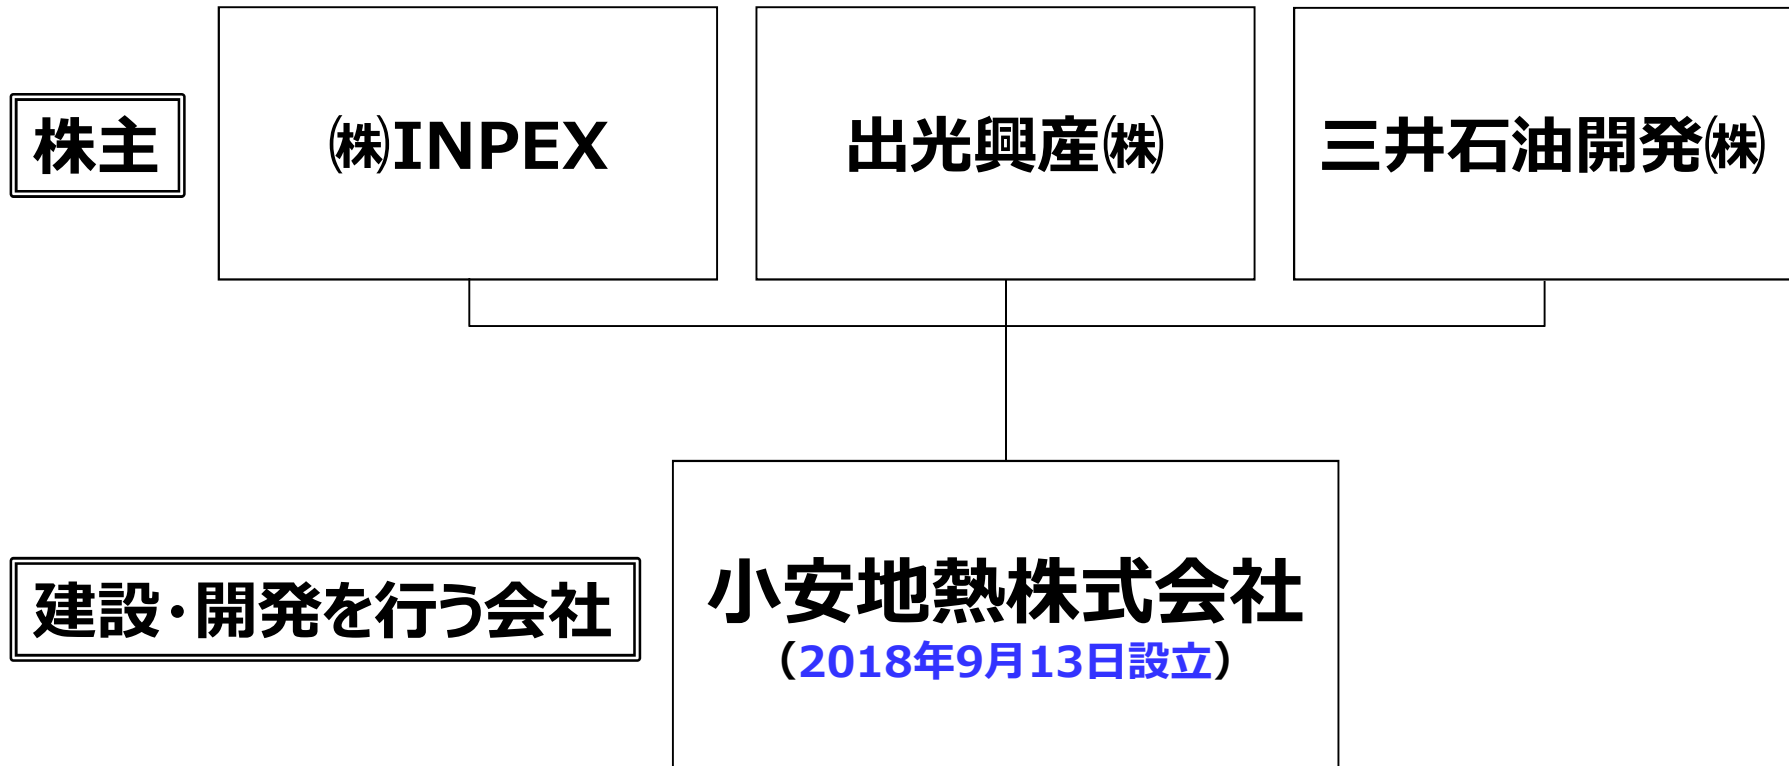 株主
㈱INPEX
出光興産㈱
三井石油開発㈱
建設・開発を行う会社
小安地熱株式会社
（2018年9月13日設立）